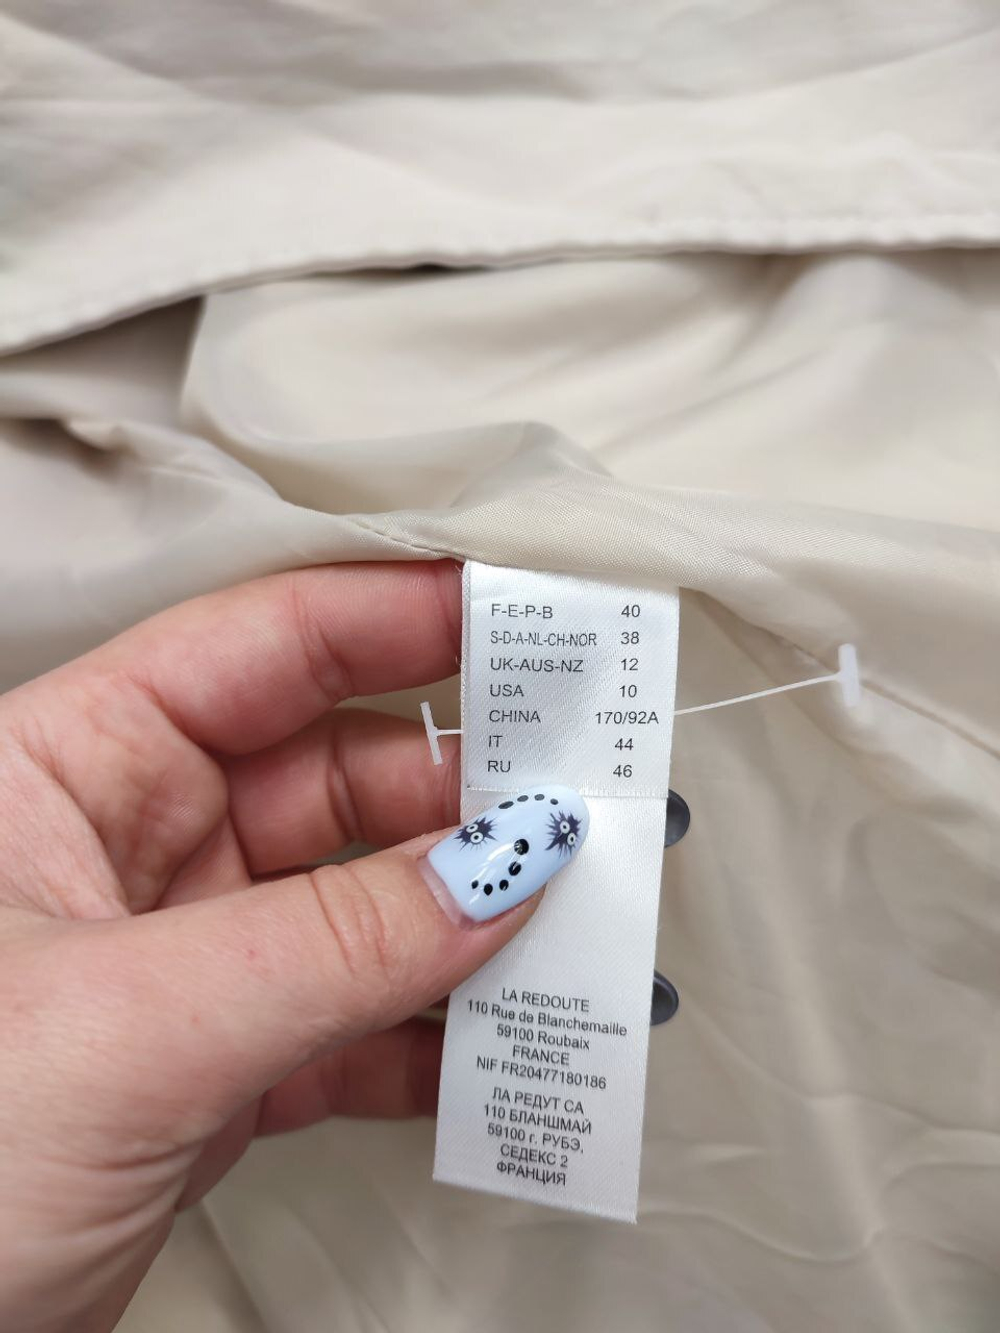 F-E-P-B 40
S-D-A-NL-CH-NOR 38
UK-AUS-NZ 12
USA 10
CHINA 170/92A
IT 44
RU 46
LA REDOUTE
110 Rue de Blanchemaille
59100 Roubaix
FRANCE
NIF FR20477180186
ЛА РЕДУТ СА
110 БЛАНШМАЙ
59100 г. РУБЭ,
СЕДЕКС 2
ФРАНЦИЯ